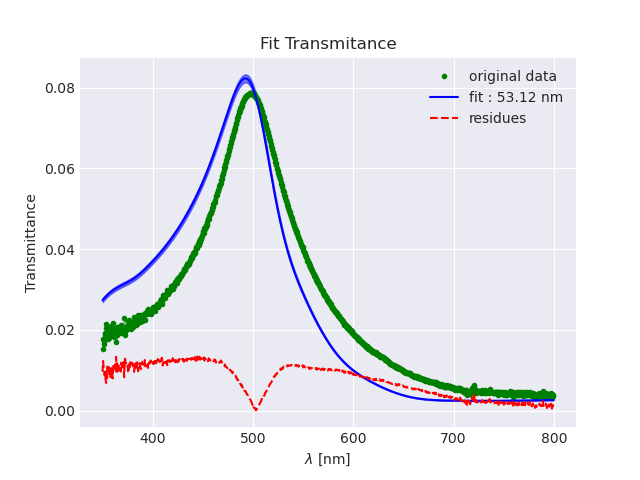 Fit Transmitance
original data
fit : 53.12 nm
residues
Transmittance
0.08
0.06
0.04
0.02
0.00
400 500 600 700 800
λ [nm]